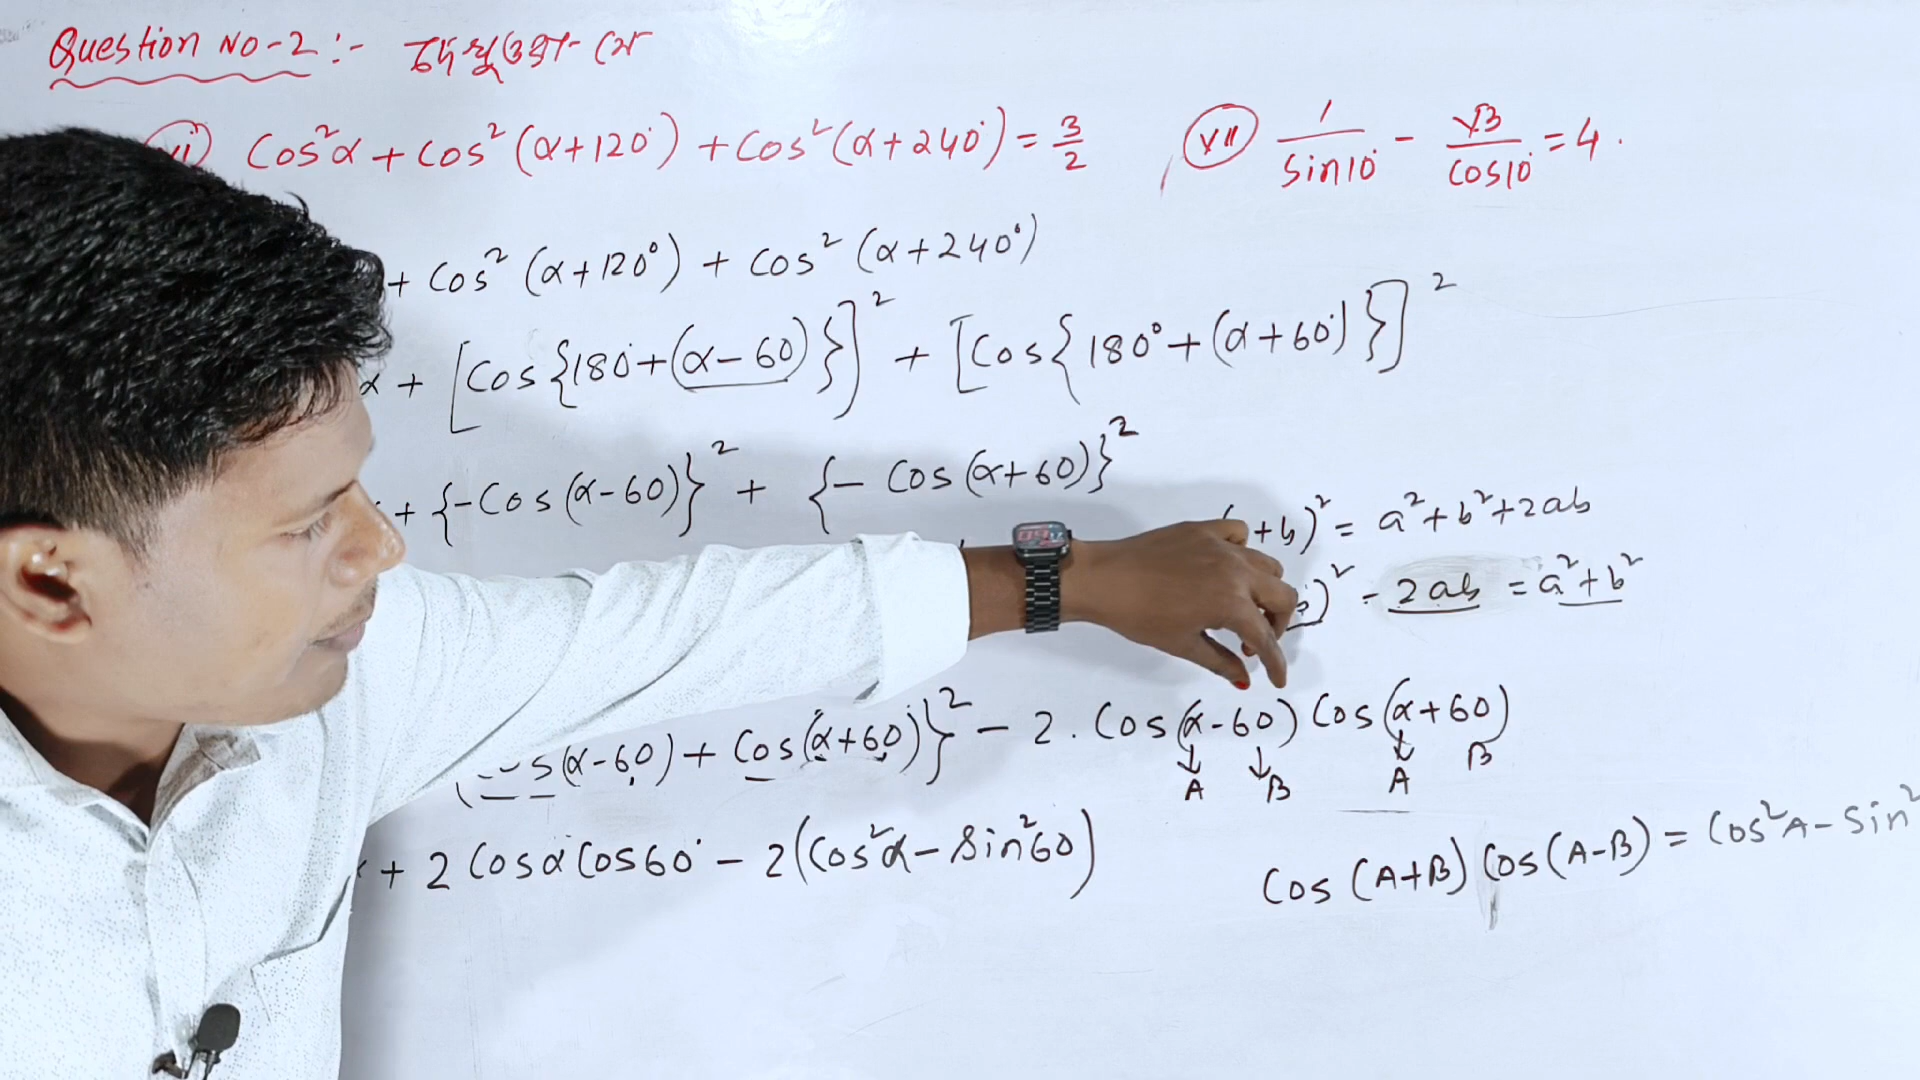 Question No-2 :-
vi) Cos²α + Cos²(α+120°) + Cos²(α+240°) = 3/2
VII 1/Sin10° - √3/Cos10° = 4.
+ Cos²(α+120°) + Cos²(α+240°)
α + [Cos{180+(α-60)}]² + [Cos{180°+(α+60°)}]²
+ {-Cos(α-60)}² + {- Cos(α+60)}²
+b)² = a²+b²+2ab
)² - 2ab = a²+b²
s(α-60) + Cos(α+60)}² - 2. Cos(α-60) Cos(α+60)
A B A B
+ 2 Cosα Cos60° - 2(Cos²α - Sin²60)
Cos (A+B) Cos(A-B) = Cos²A - Sin²